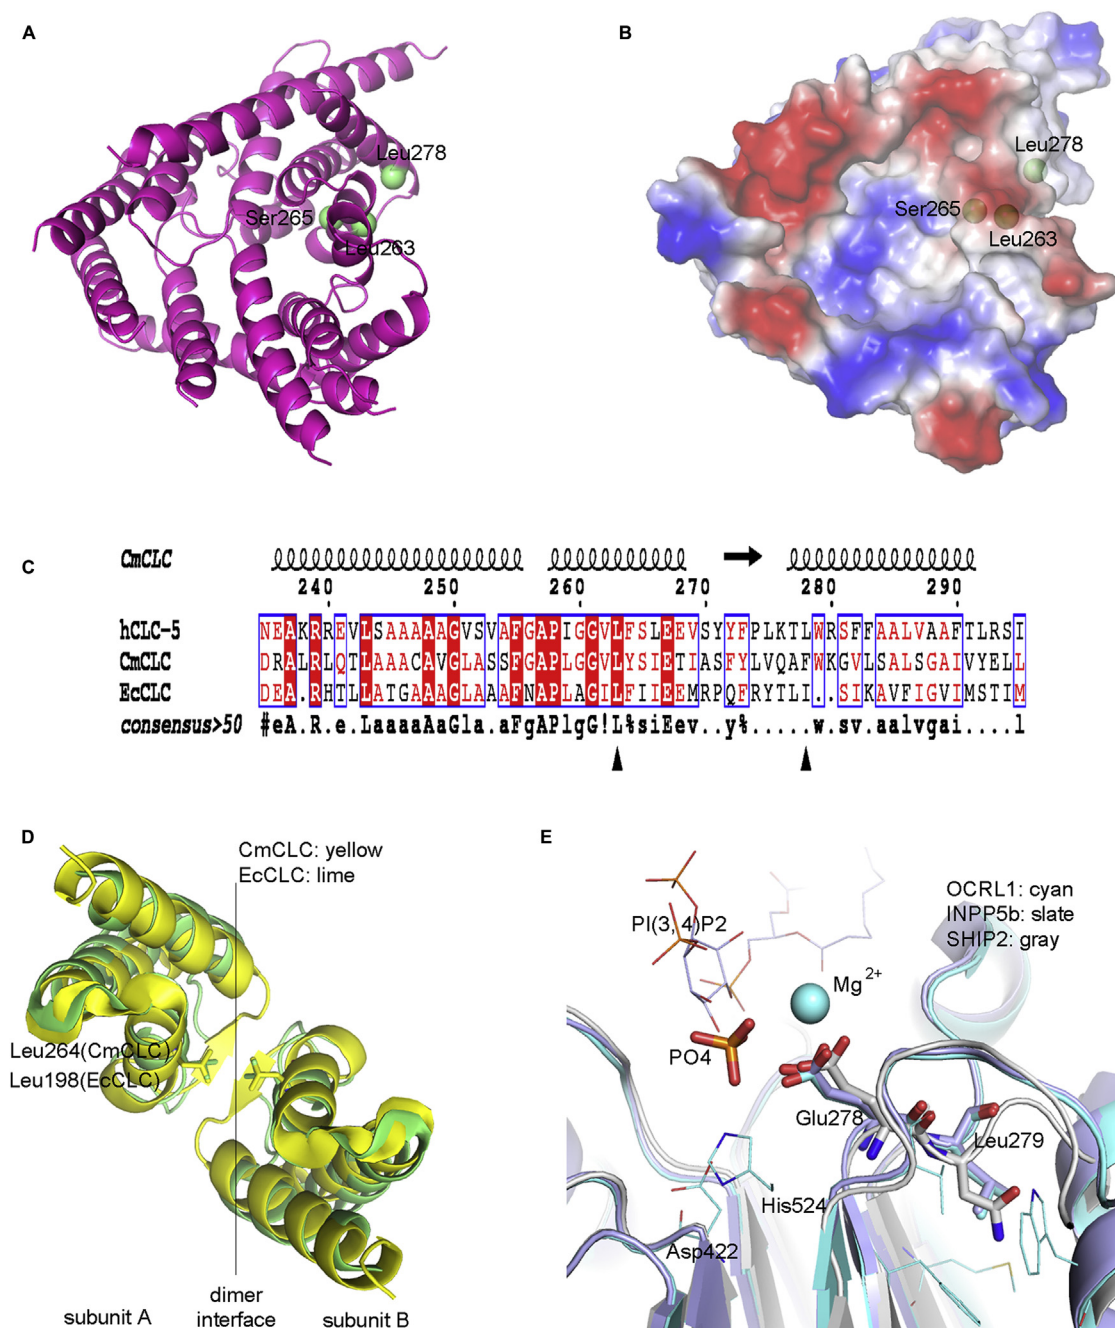 A
B
Leu278
Ser265
Leu263
Leu278
Ser265
Leu263
C
CmCLC
240 250 260 270 280 290
hCLC-5 NEAKRREVLSAAAAAGVSVAFGAPIGGVLFSLEEVSYYFPLKTLWRSFFAALVAAFTLRSI
CmCLC DRALRLQTLAAACAVGLASSFGAPLGGVLYSIETIASFYLVQAFWKGVLSALSGAIVYELL
EcCLC DEA.RHTLLATGAAAGLAAAFNAPLAGILFIIEEMRPQFRYTLI..SIKAVFIGVIMSTIM
consensus>50 #eA.R.e.LaaaaAaGla.aFgAPlgG!L%siEev..y%.....w.sv.aalvgai....l
D
CmCLC: yellow
EcCLC: lime
Leu264(CmCLC)
Leu198(EcCLC)
subunit A
dimer
interface
subunit B
E
OCRL1: cyan
INPP5b: slate
SHIP2: gray
PI(3, 4)P2
Mg2+
PO4
Glu278
Leu279
His524
Asp422